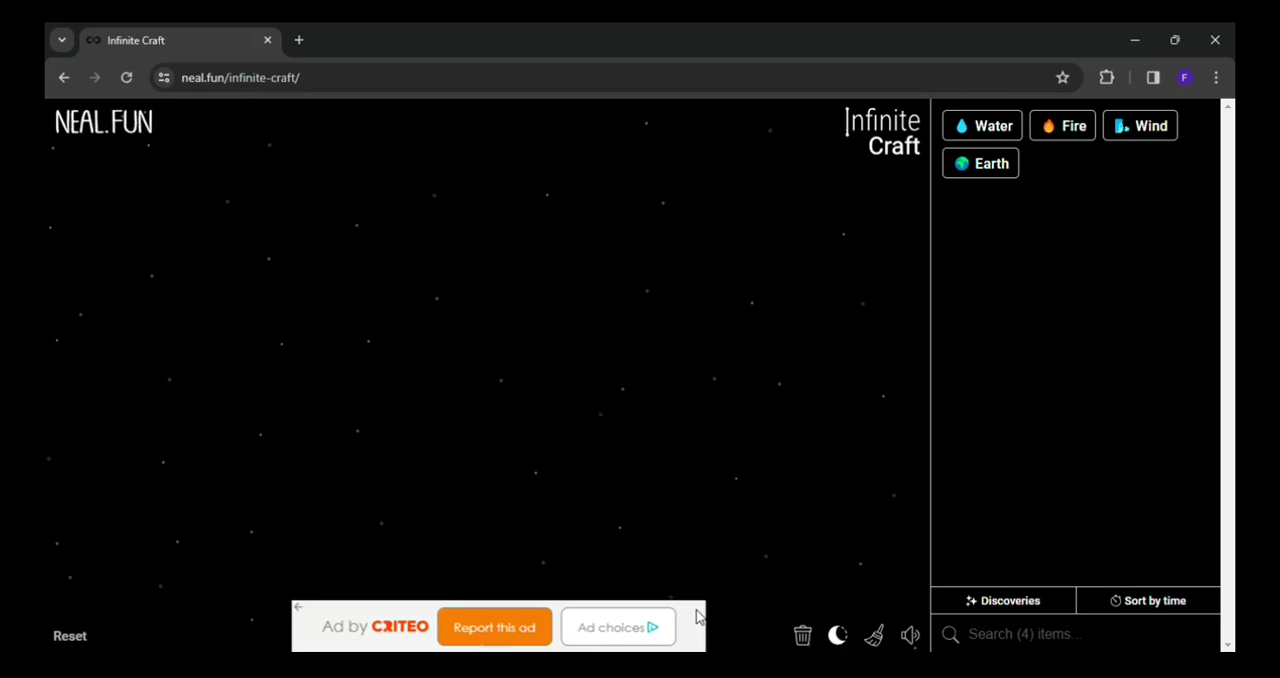 Infinite Craft
neal.fun/infinite-craft/
F
NEAL.FUN
Infinite
Craft
Water
Fire
Wind
Earth
Ad by CRITEO
Report this ad
Ad choices
Reset
Discoveries
Sort by time
Search (4) items...